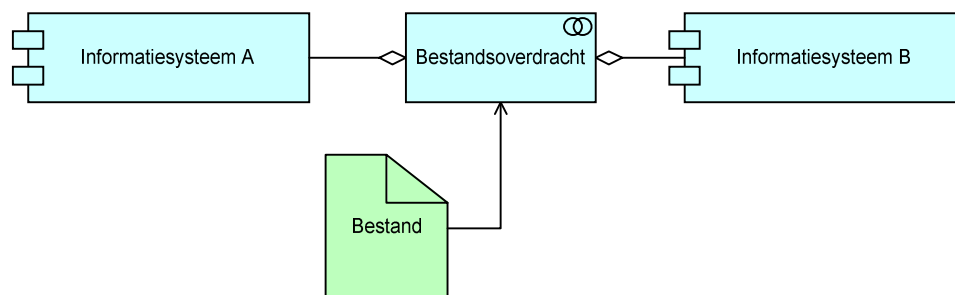 Informatiesysteem A
Bestandsoverdracht
Informatiesysteem B
Bestand